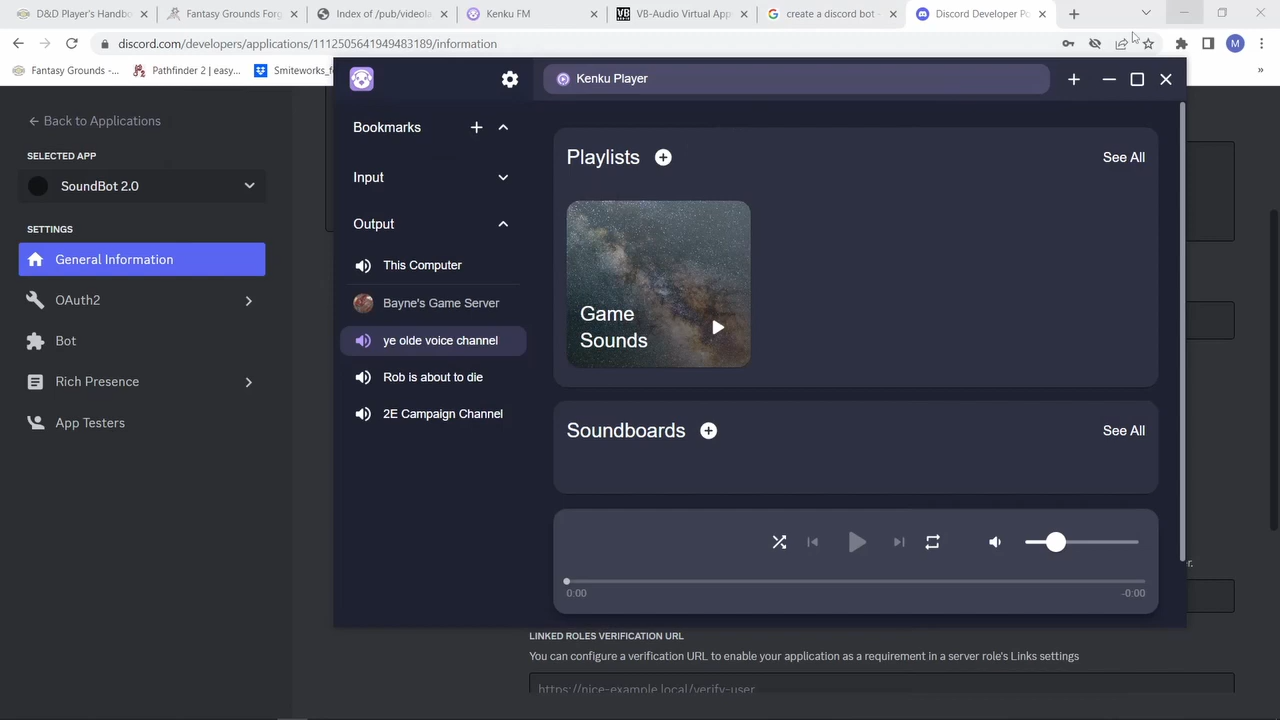 D&D Player's Handbo
Fantasy Grounds Forg
Index of /pub/videola
Kenku FM
VB-Audio Virtual App
create a discord bot -
Discord Developer Po
discord.com/developers/applications/1112505641949483189/information
M
Fantasy Grounds -...
Pathfinder 2 | easy...
Smiteworks_f
»
Kenku Player
← Back to Applications
SELECTED APP
SoundBot 2.0
SETTINGS
General Information
OAuth2
Bot
Rich Presence
App Testers
Bookmarks
Input
Output
This Computer
Bayne's Game Server
ye olde voice channel
Rob is about to die
2E Campaign Channel
Playlists
See All
Game
Sounds
Soundboards
See All
0:00
-0:00
r.
LINKED ROLES VERIFICATION URL
You can configure a verification URL to enable your application as a requirement in a server role's Links settings
https://nice-example.local/verify-user